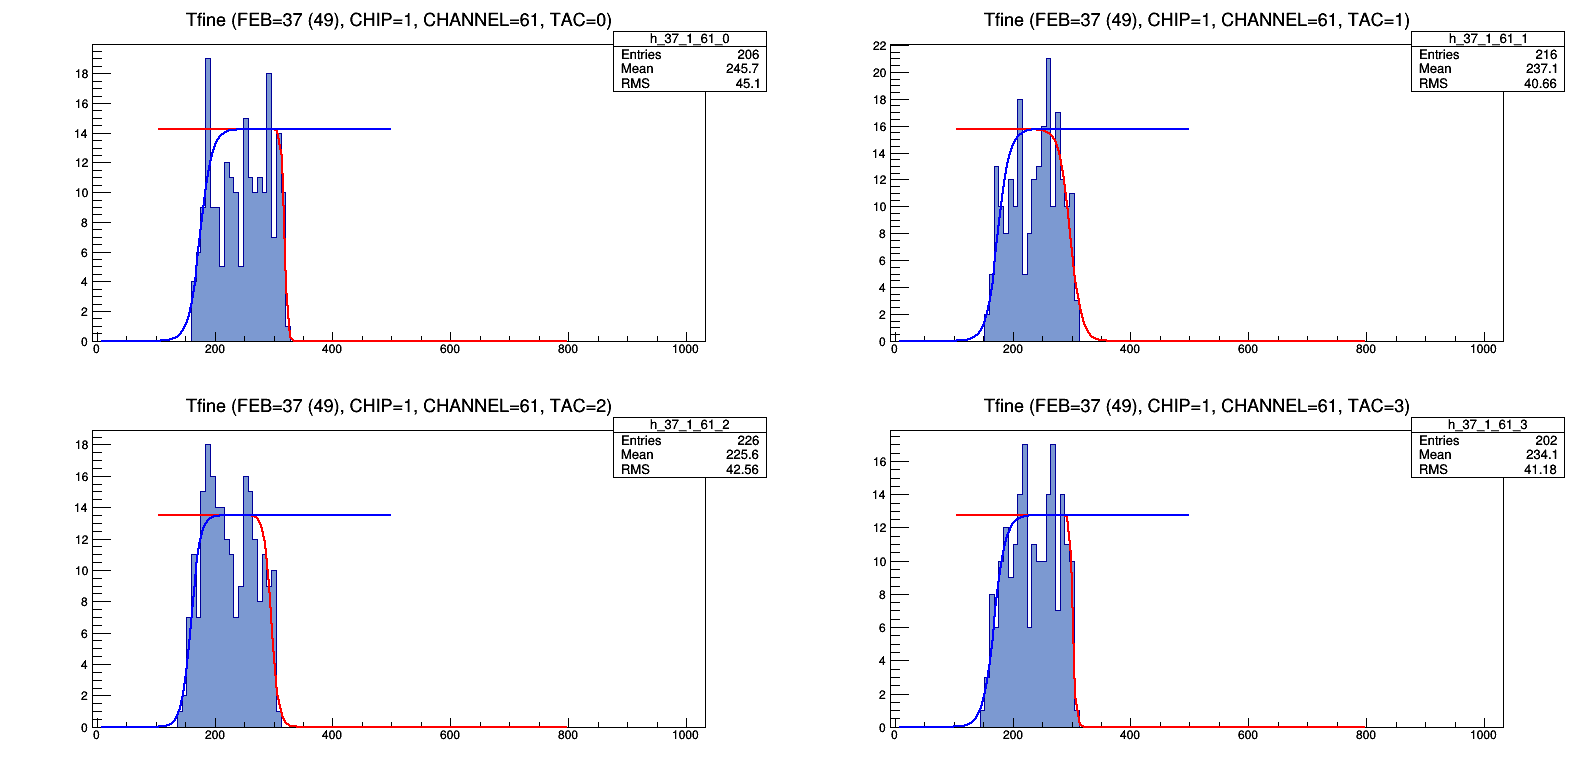 Tfine (FEB=37 (49), CHIP=1, CHANNEL=61, TAC=0)
h_37_1_61_0
Entries 206
Mean 245.7
RMS 45.1
18
16
14
12
10
8
6
4
2
0
0 200 400 600 800 1000
Tfine (FEB=37 (49), CHIP=1, CHANNEL=61, TAC=1)
h_37_1_61_1
Entries 216
Mean 237.1
RMS 40.66
22
20
18
16
14
12
10
8
6
4
2
0
0 200 400 600 800 1000
Tfine (FEB=37 (49), CHIP=1, CHANNEL=61, TAC=2)
h_37_1_61_2
Entries 226
Mean 225.6
RMS 42.56
18
16
14
12
10
8
6
4
2
0
0 200 400 600 800 1000
Tfine (FEB=37 (49), CHIP=1, CHANNEL=61, TAC=3)
h_37_1_61_3
Entries 202
Mean 234.1
RMS 41.18
16
14
12
10
8
6
4
2
0
0 200 400 600 800 1000